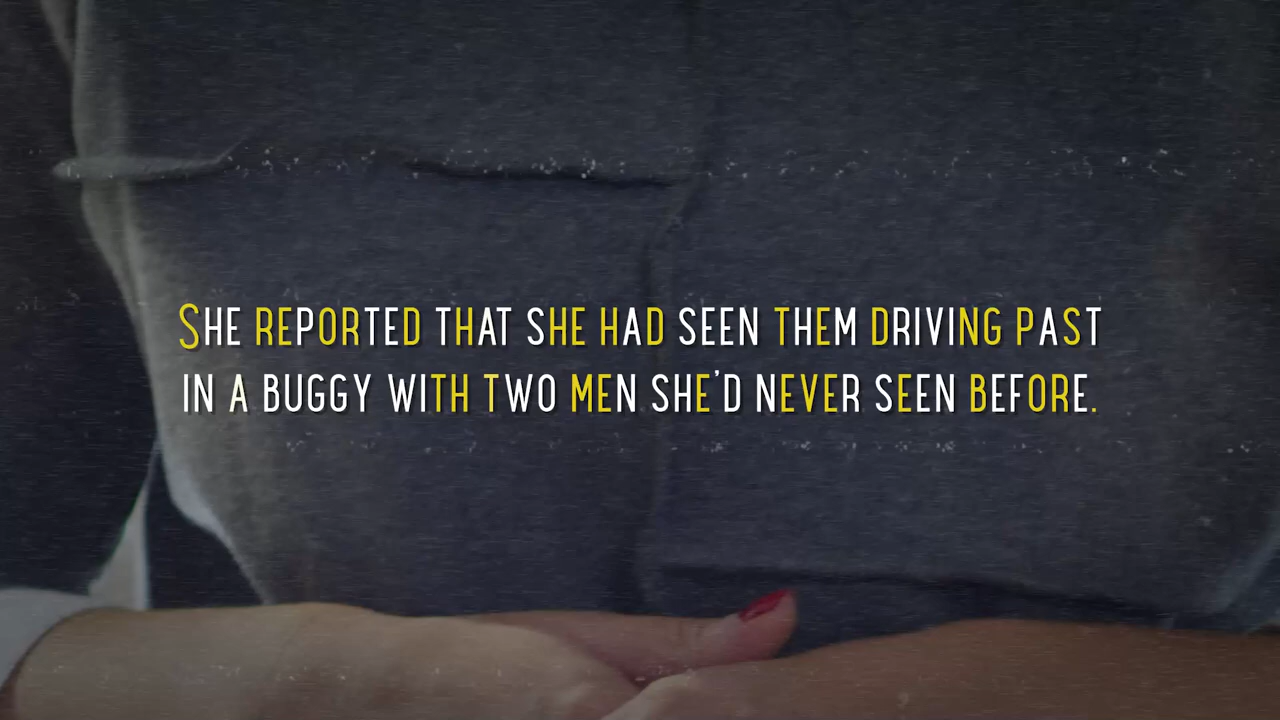 She reported that she had seen them driving past
in a buggy with two men she'd never seen before.